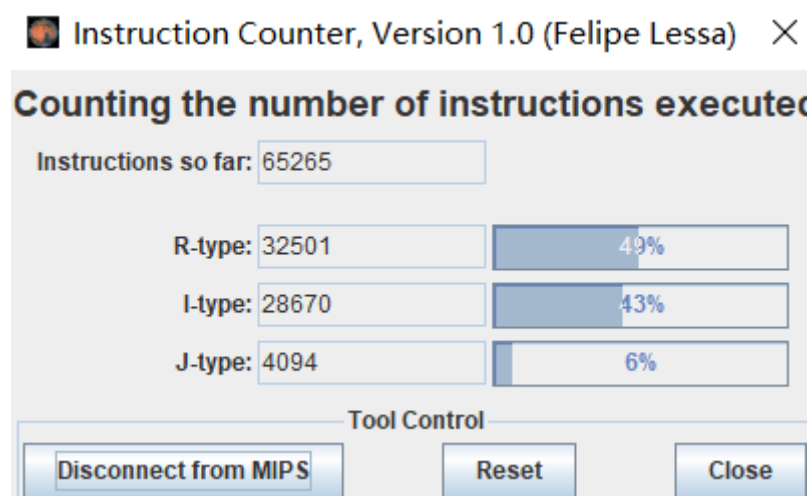 Instruction Counter, Version 1.0 (Felipe Lessa)
Counting the number of instructions executed
Instructions so far: 65265
R-type: 32501 49%
I-type: 28670 43%
J-type: 4094 6%
Tool Control
Disconnect from MIPS Reset Close